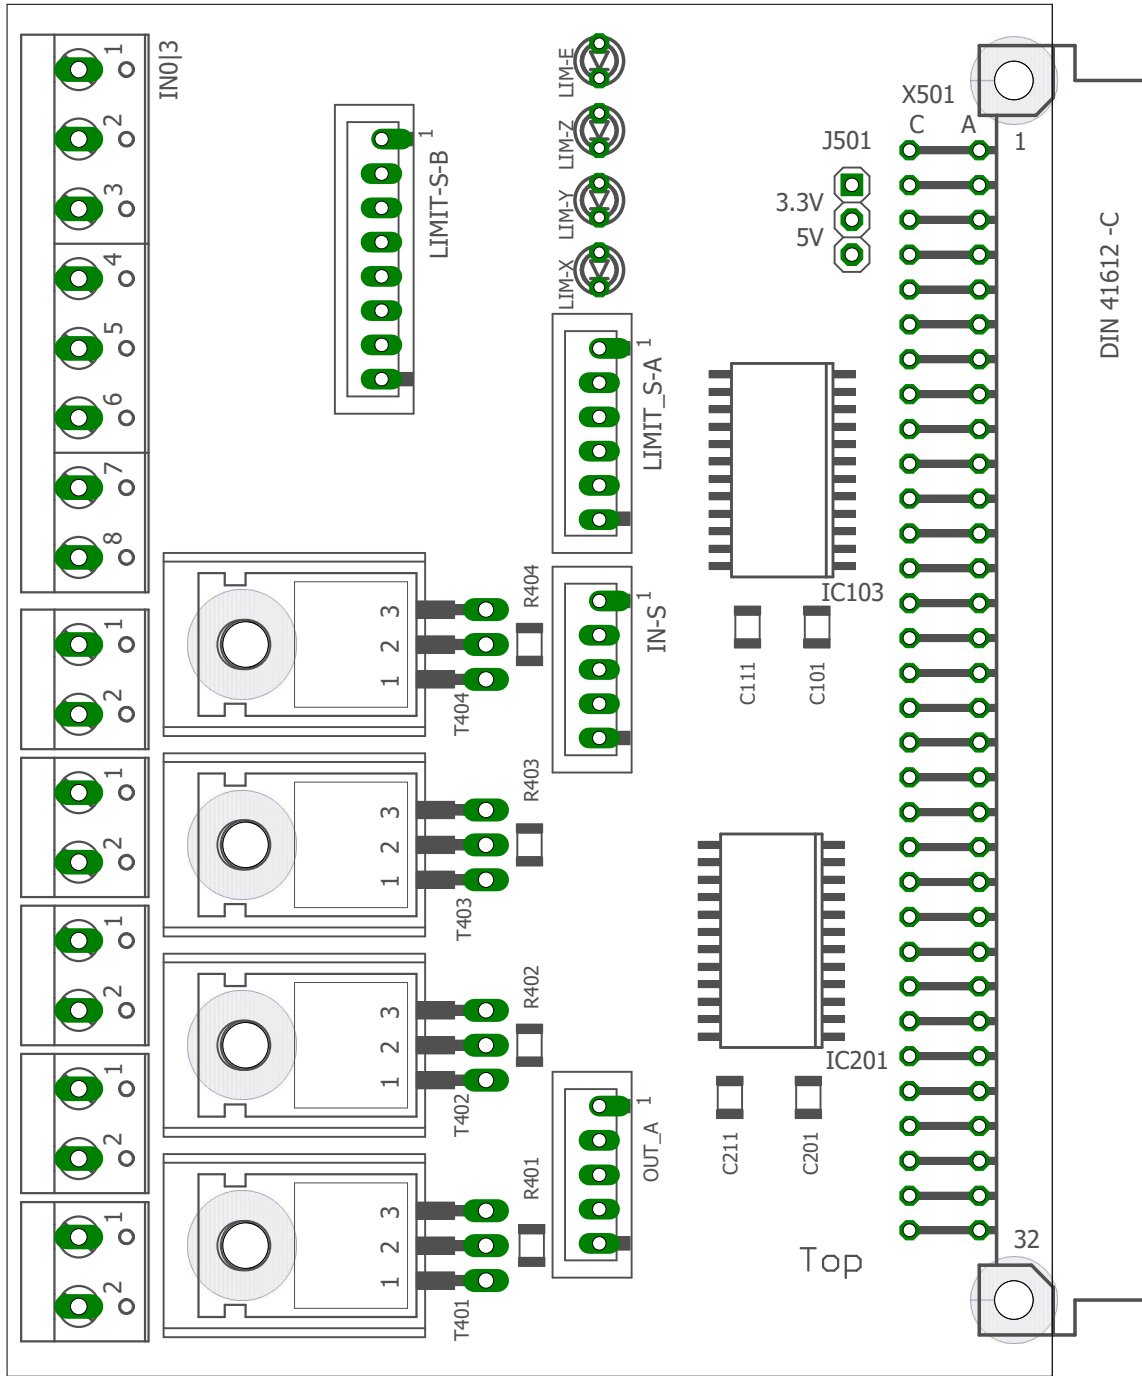 IN0|3
1
2
3
4
5
6
7
8
LIMIT-S-B
1
LIM-E
LIM-Z
LIM-Y
LIM-X
X501
C A
1
J501
3.3V
5V
DIN 41612 -C
LIMIT_S-A
1
IC103
C111
C101
IN-S
1
R404
3
2
1
T404
1
2
R403
3
2
1
T403
1
2
R402
3
2
1
T402
1
2
IC201
C211
C201
OUT_A
1
R401
3
2
1
T401
1
2
1
2
Top
32